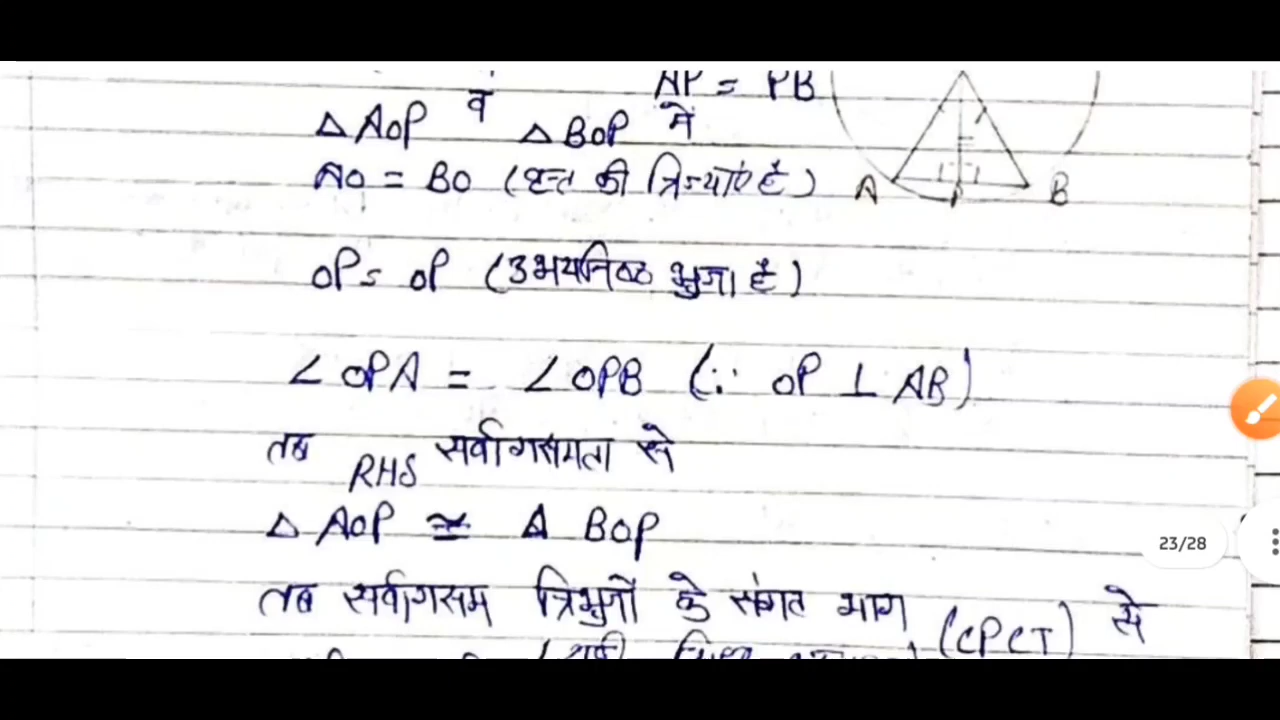 AP = PB
△AOP व △BOP में
AO = BO (वृत्त की त्रिज्याएं है)
A
P
B
OP = OP (उभयनिष्ठ भुजा है)
∠OPA = ∠OPB (∵ OP ⊥ AB)
तब RHS सर्वांगसमता से
△ AOP ≅ △ BOP
23/28
तब सर्वांगसम त्रिभुजों के संगत भाग (CPCT) से